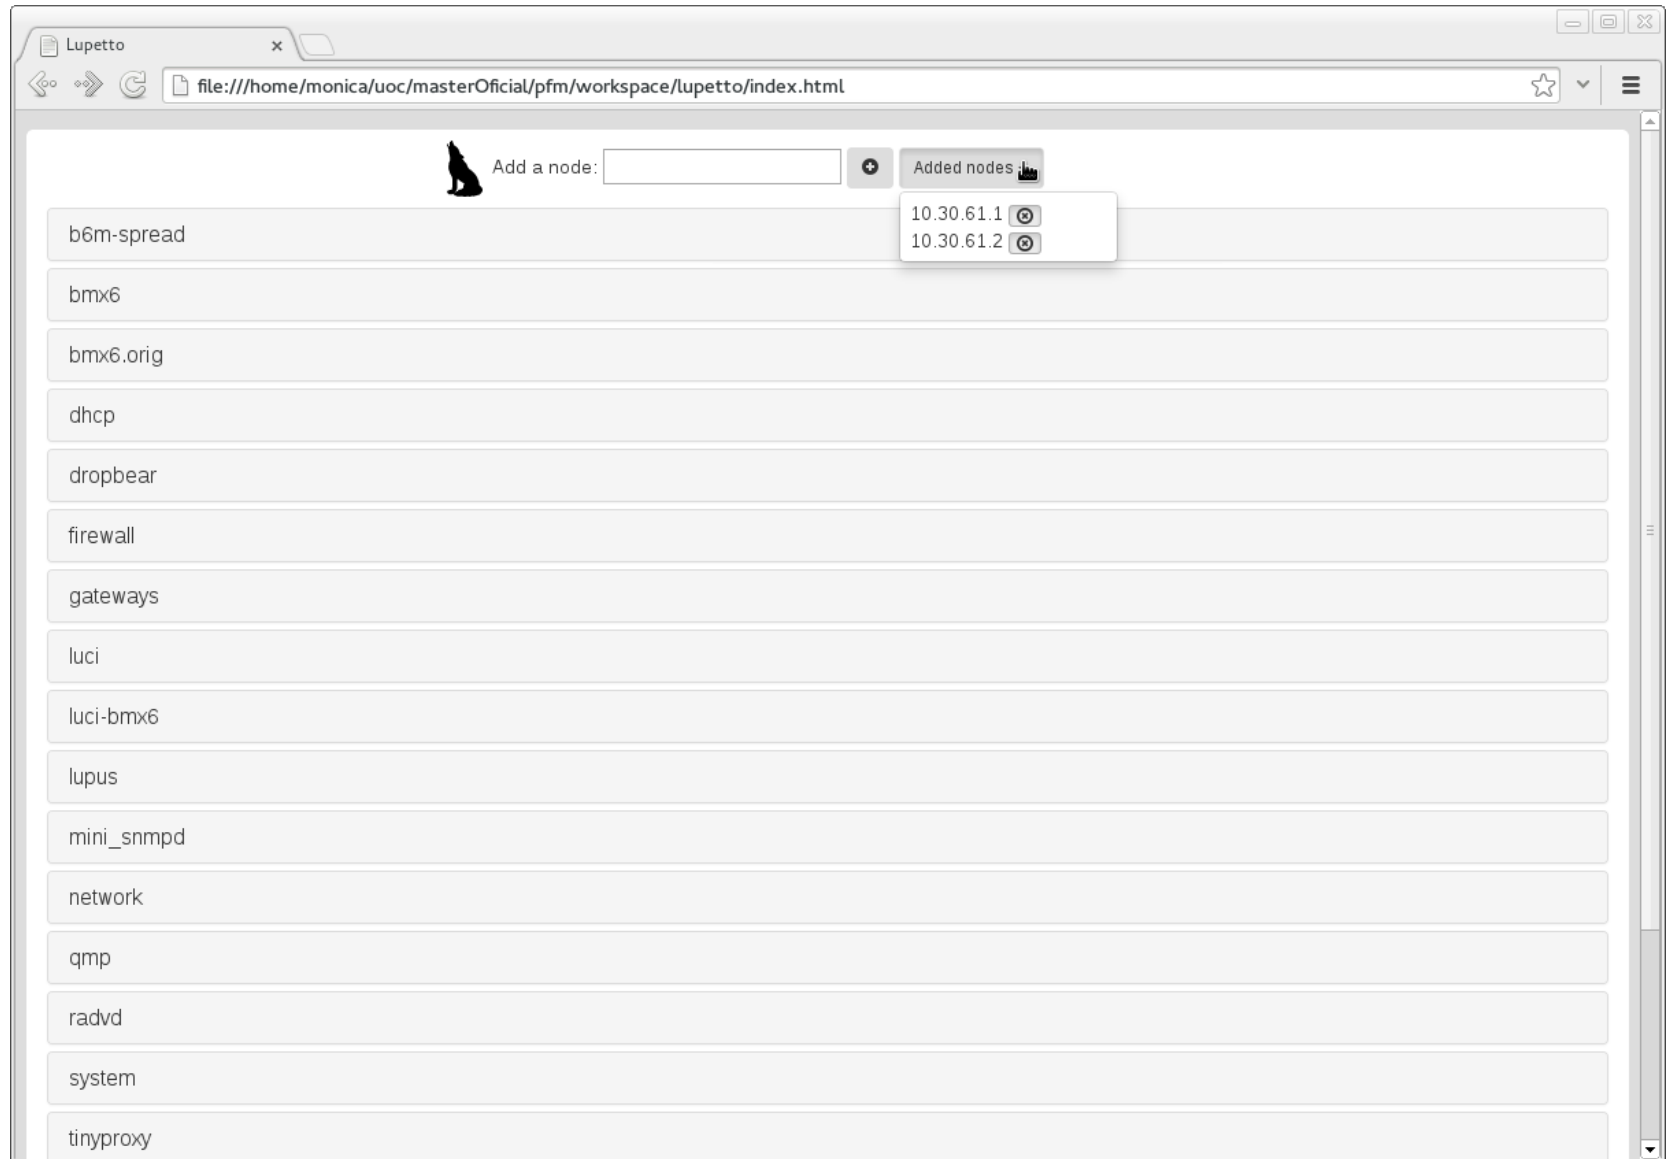 Lupetto
file:///home/monica/uoc/masterOficial/pfm/workspace/lupetto/index.html
Add a node: Added nodes
10.30.61.1
10.30.61.2
b6m-spread
bmx6
bmx6.orig
dhcp
dropbear
firewall
gateways
luci
luci-bmx6
lupus
mini_snmpd
network
qmp
radvd
system
tinyproxy